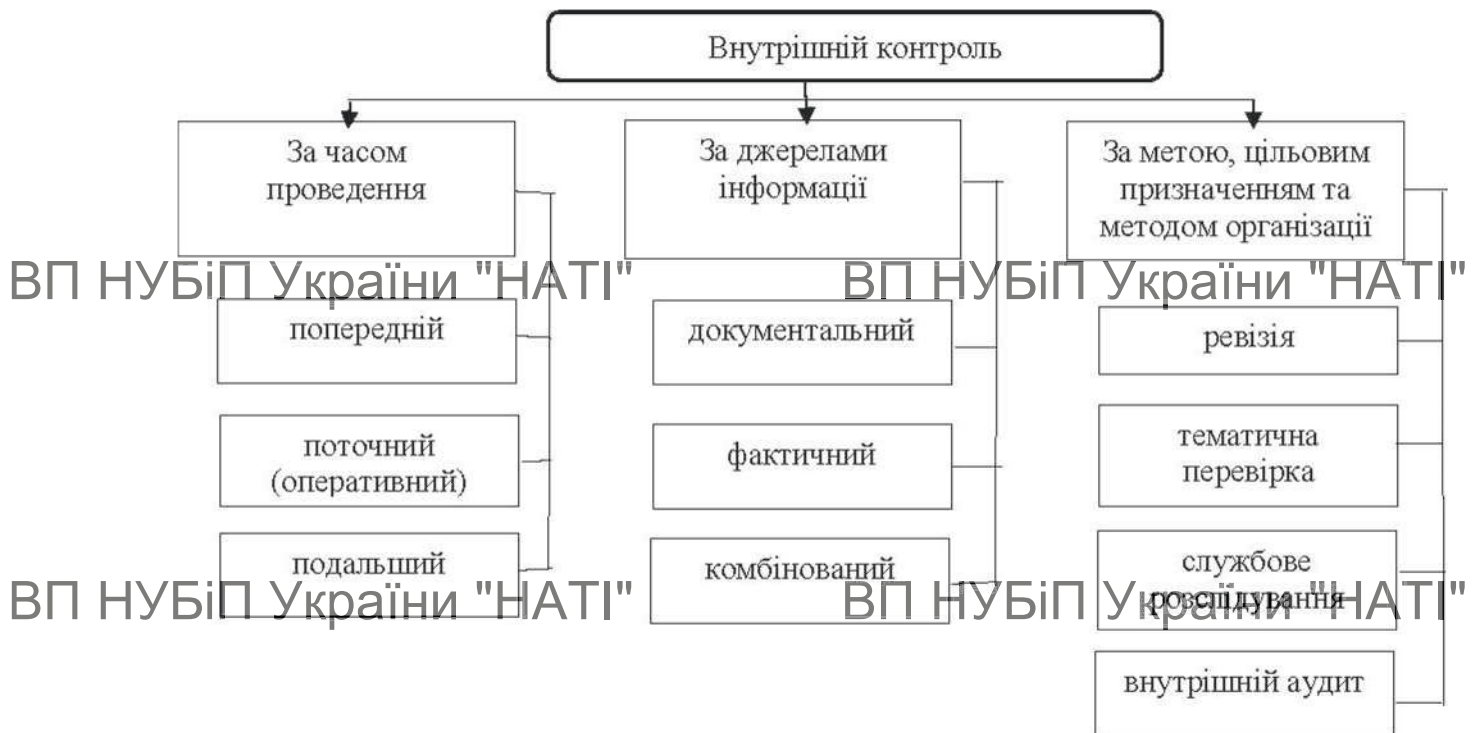 Внутрішній контроль
За часом
проведення
За джерелами
інформації
За метою, цільовим
призначенням та
методом організації
ВП НУБіП України "НАТІ"
ВП НУБіП України "НАТІ"
попередній
документальний
ревізія
поточний
(оперативний)
фактичний
тематична
перевірка
подальший
комбінований
службове
розслідування
ВП НУБіП України "НАТІ"
ВП НУБіП України "НАТІ"
внутрішній аудит